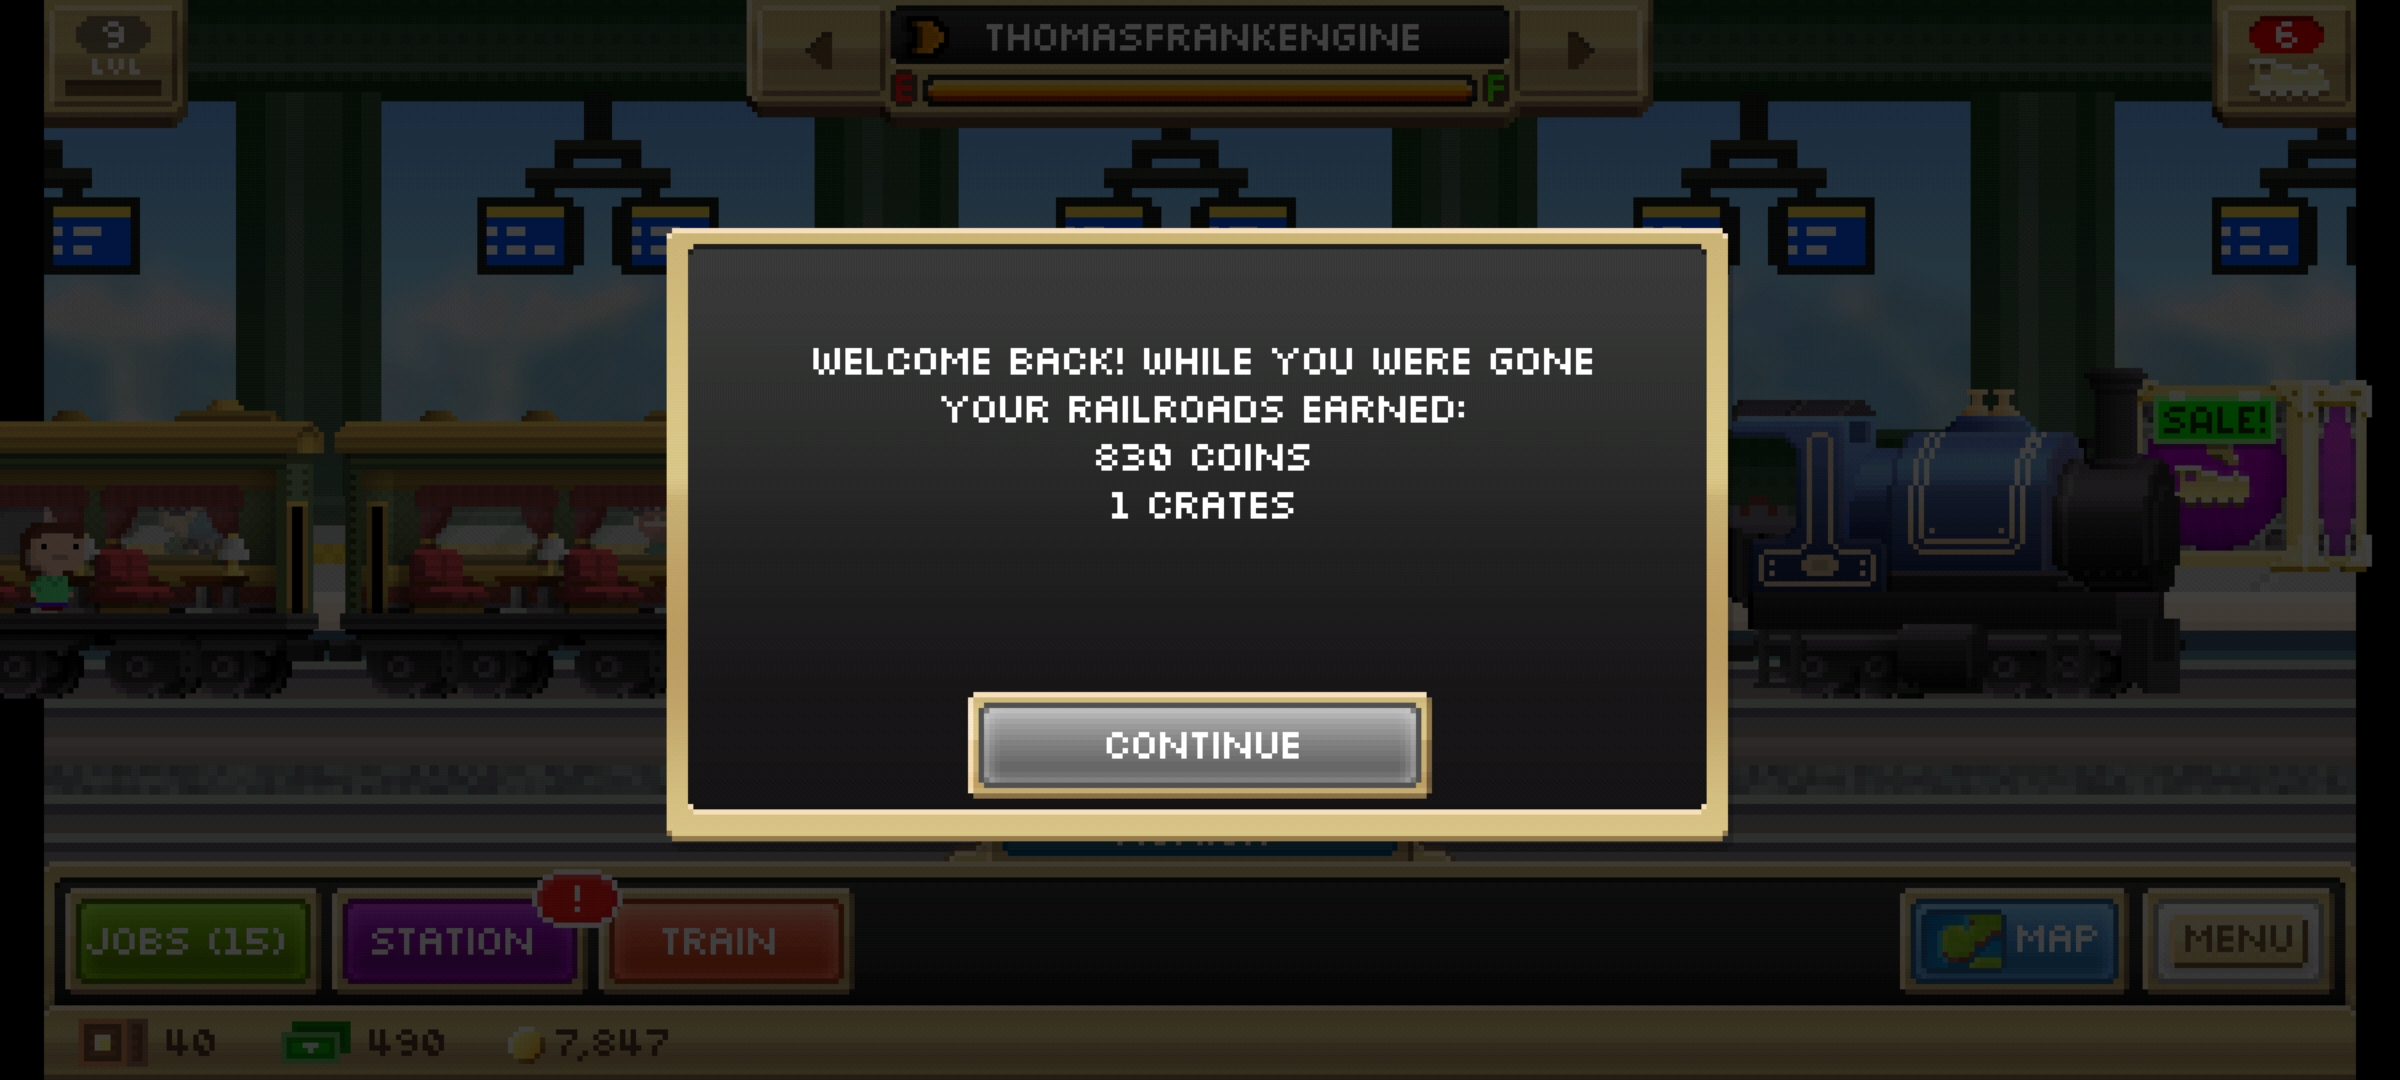 9
LVL
THOMASFRANKENGINE
E
F
6
SALE!
WELCOME BACK! WHILE YOU WERE GONE
YOUR RAILROADS EARNED:
830 COINS
1 CRATES
CONTINUE
JOBS (15)
STATION
!
TRAIN
MAP
MENU
40
490
7,847